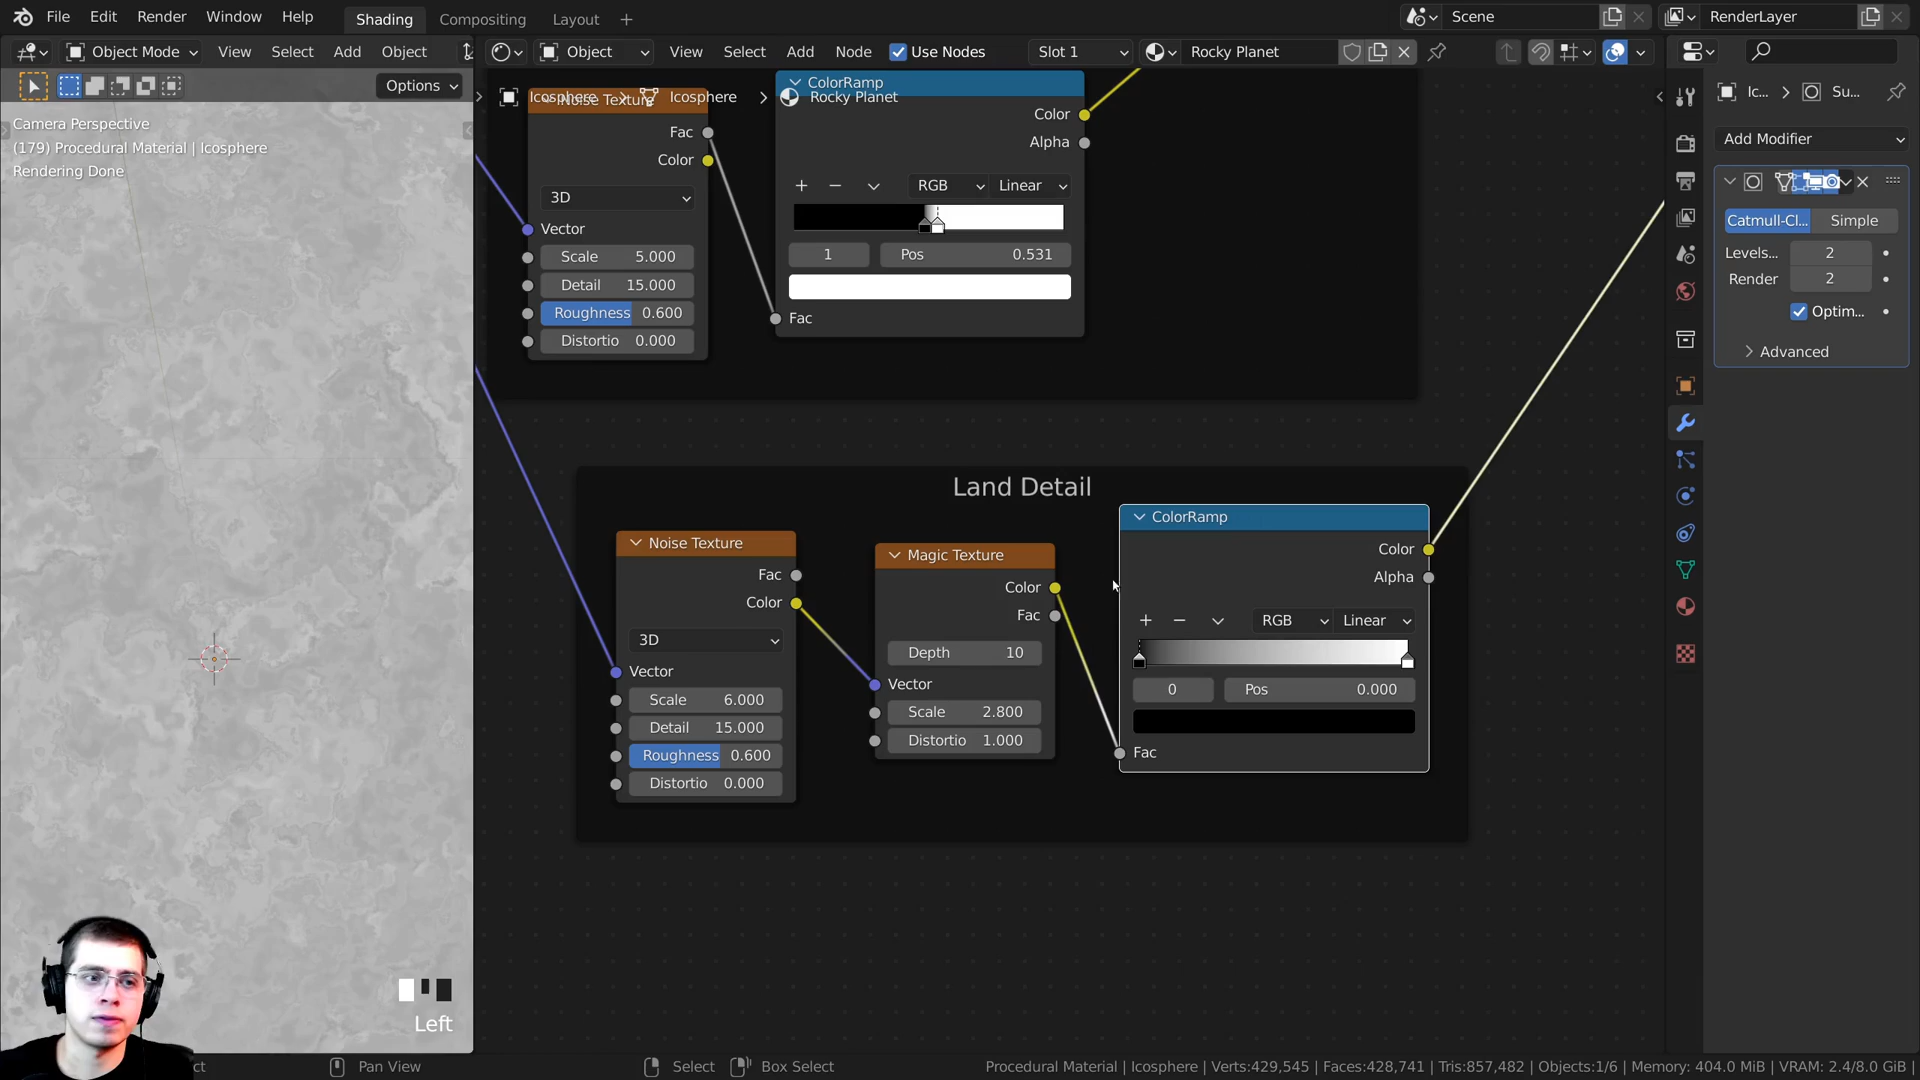 File Edit Render Window Help Shading Compositing Layout + Scene RenderLayer
Object Mode View Select Add Object Object View Select Add Node Use Nodes Slot 1 Rocky Planet
Options
Camera Perspective
(179) Procedural Material | Icosphere
Rendering Done
Icosphere > Icosphere > Rocky Planet
Noise Texture
Fac
Color
3D
Vector
Scale 5.000
Detail 15.000
Roughness 0.600
Distortio 0.000
ColorRamp
Color
Alpha
RGB Linear
1 Pos 0.531
Fac
Land Detail
Noise Texture
Fac
Color
3D
Vector
Scale 6.000
Detail 15.000
Roughness 0.600
Distortio 0.000
Magic Texture
Color
Fac
Depth 10
Vector
Scale 2.800
Distortio 1.000
ColorRamp
Color
Alpha
RGB Linear
0 Pos 0.000
Fac
Ic... > Su...
Add Modifier
Catmull-Cl... Simple
Levels... 2
Render 2
Optim...
Advanced
Left
ct Pan View Select Box Select Procedural Material | Icosphere | Verts:429,545 | Faces:428,741 | Tris:857,482 | Objects:1/6 | Memory: 404.0 MiB | VRAM: 2.4/8.0 GiB |